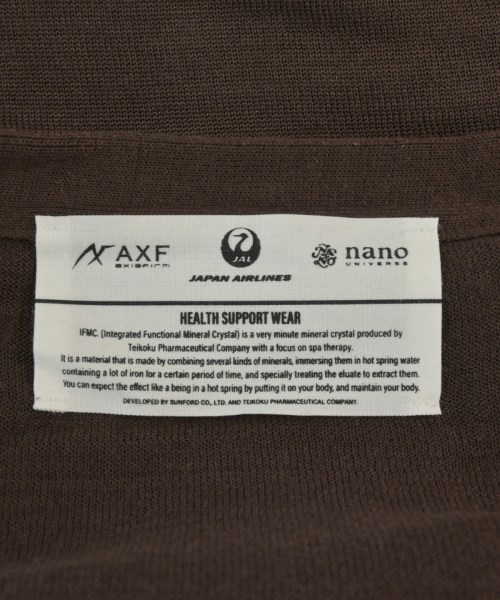 AXF
axisfirm
JAL
JAPAN AIRLINES
nano
UNIVERSE
HEALTH SUPPORT WEAR
IFMC. (Integrated Functional Mineral Crystal) is a very minute mineral crystal produced by
Teikoku Pharmaceutical Company with a focus on spa therapy.
It is a material that is made by combining several kinds of minerals, immersing them in hot spring water
containing a lot of iron for a certain period of time, and specially treating the eluate to extract them.
You can expect the effect like a being in a hot spring by putting it on your body, and maintain your body.
DEVELOPED BY SUNFORD CO., LTD. AND TEIKOKU PHARMACEUTICAL COMPANY.